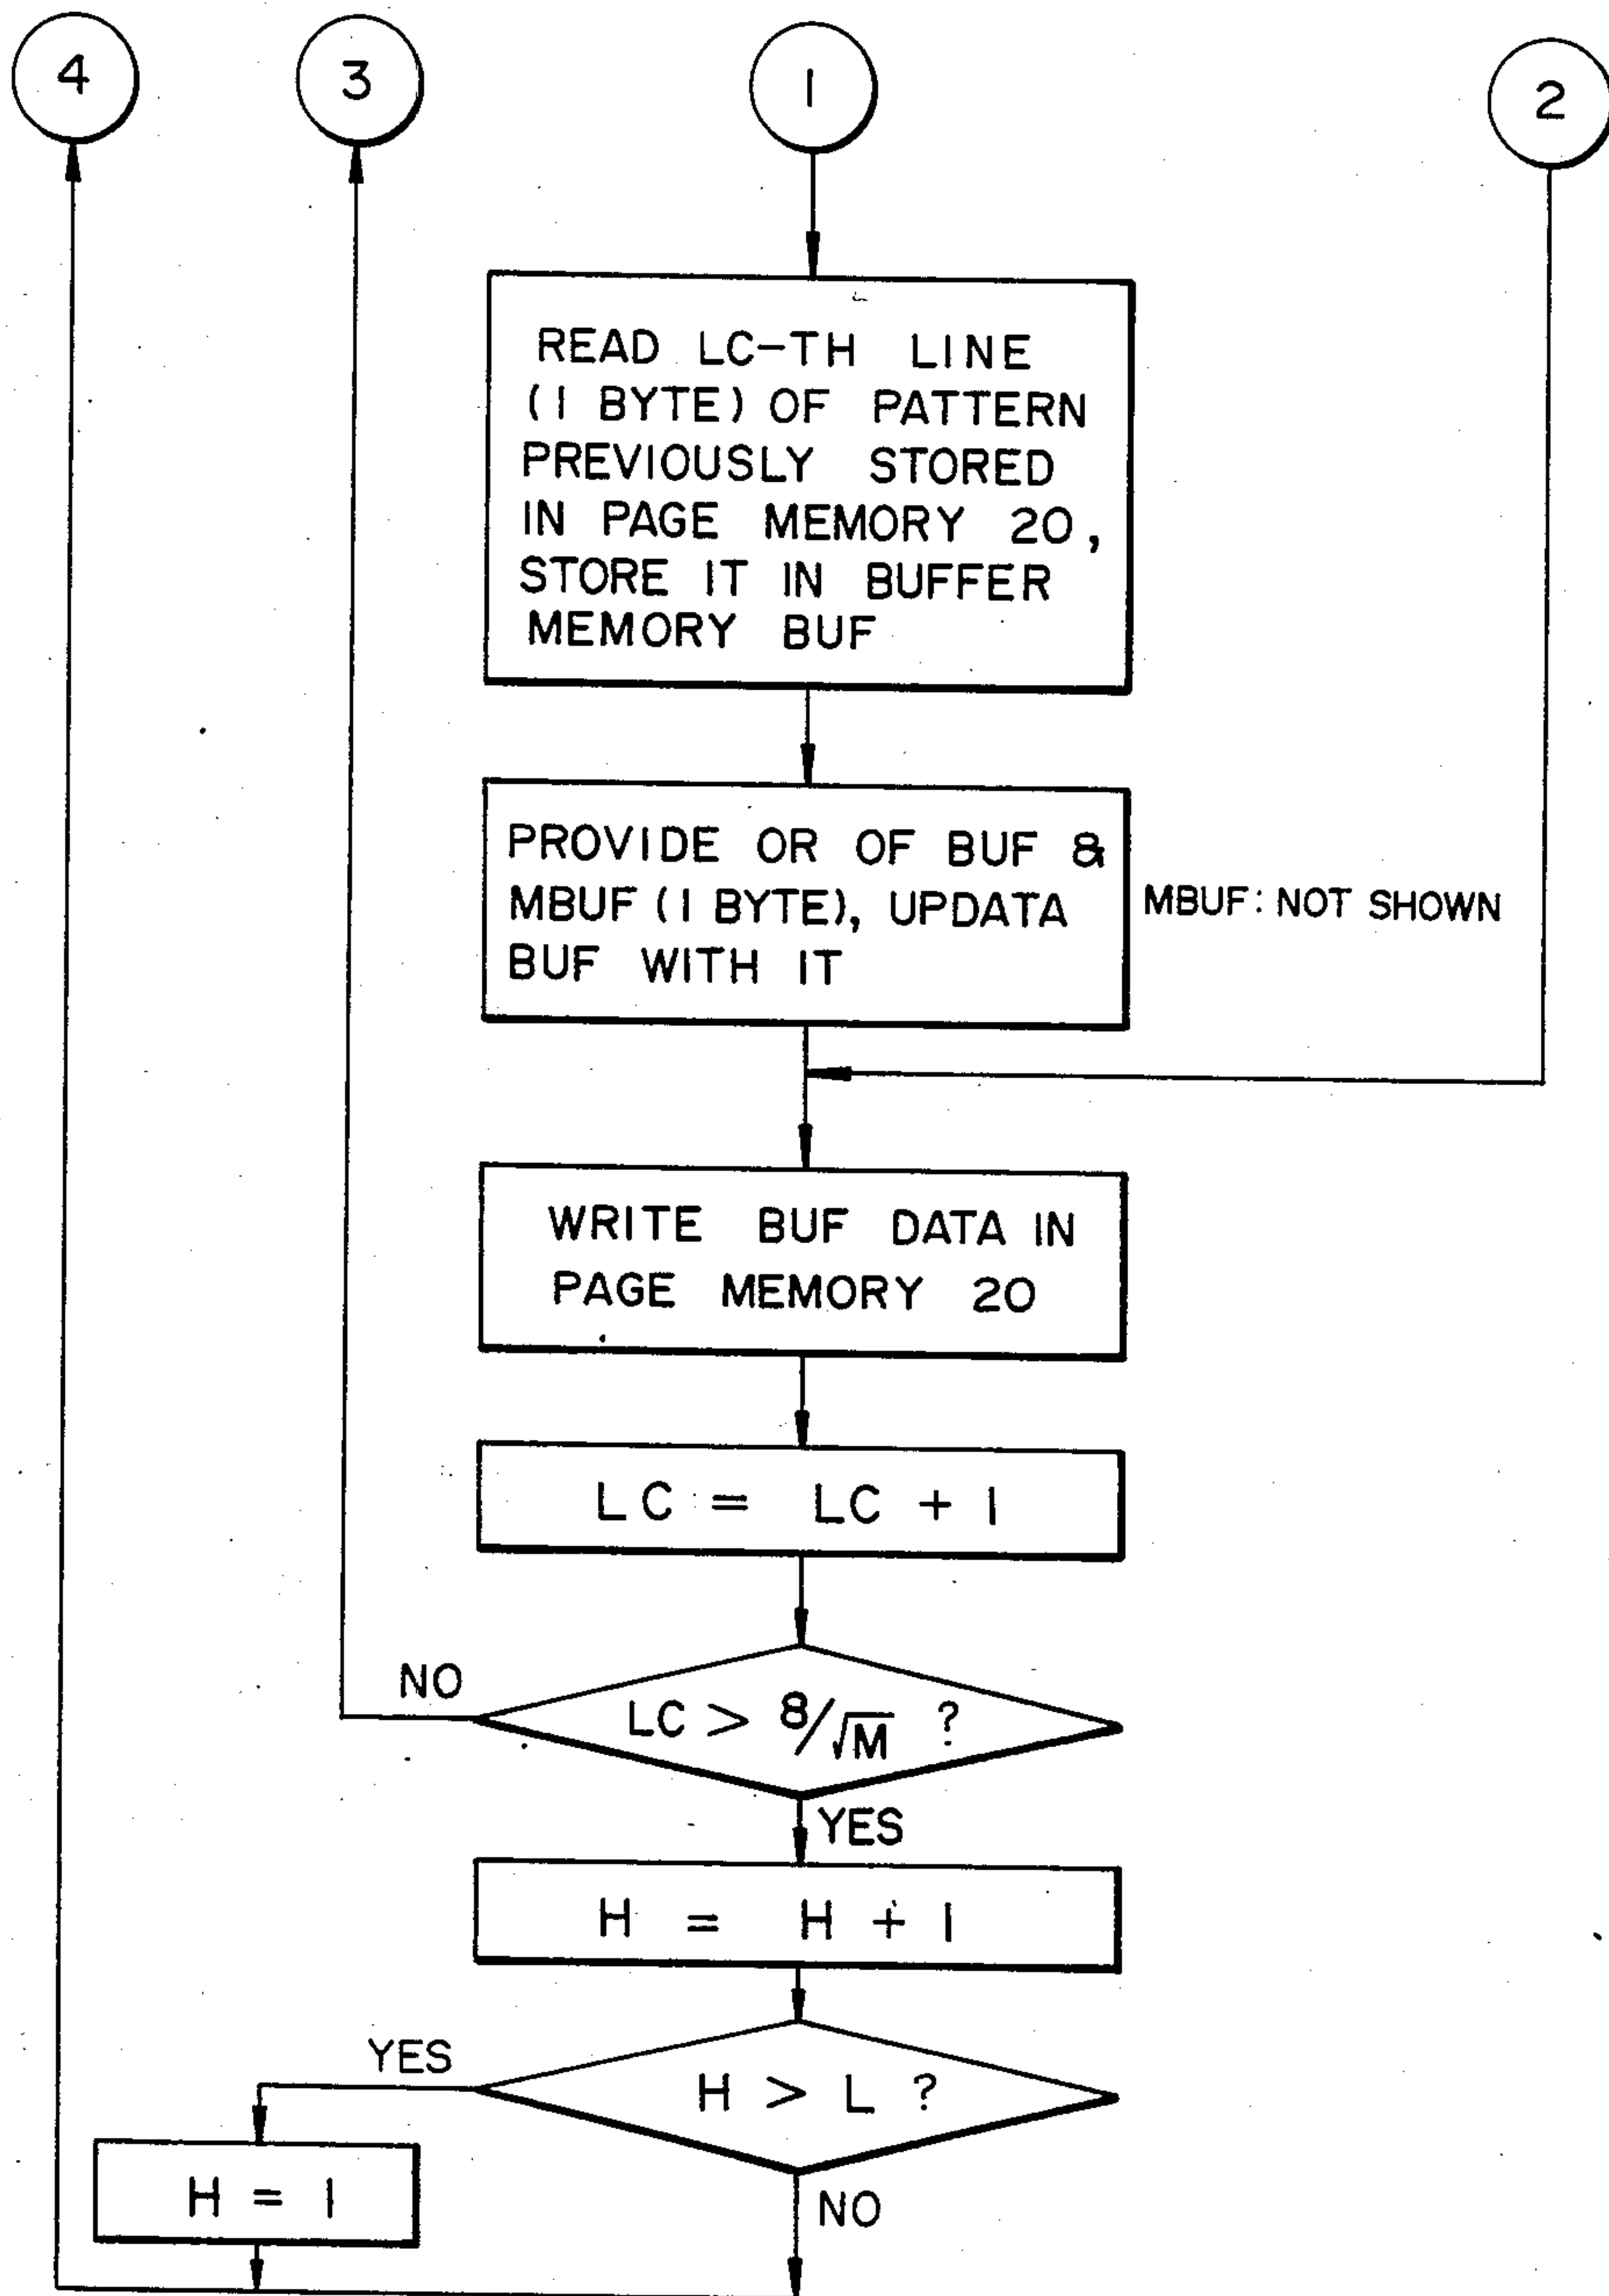 4
3
1
2
READ LC-TH LINE
(1 BYTE) OF PATTERN
PREVIOUSLY STORED
IN PAGE MEMORY 20,
STORE IT IN BUFFER
MEMORY BUF
PROVIDE OR OF BUF &
MBUF (1 BYTE), UPDATA
BUF WITH IT
MBUF: NOT SHOWN
WRITE BUF DATA IN
PAGE MEMORY 20
LC = LC + 1
NO
LC > 8/√M ?
YES
H = H + 1
YES
H > L ?
H = 1
NO